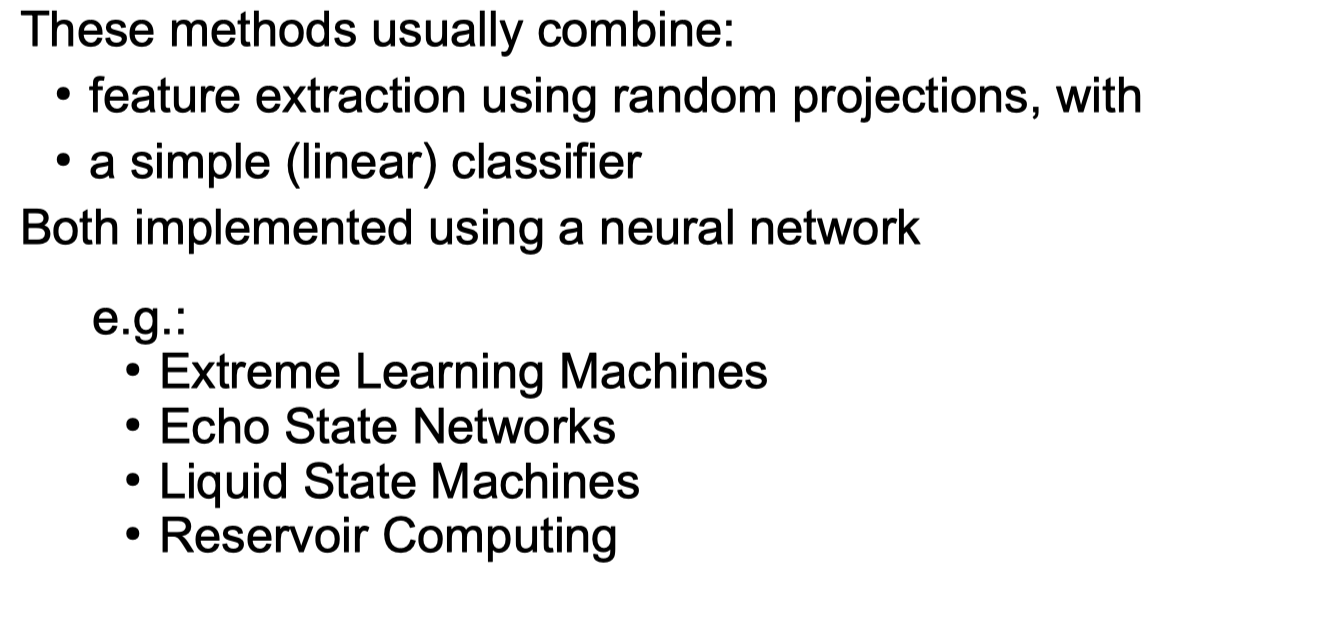 These methods usually combine:
• feature extraction using random projections, with
• a simple (linear) classifier
Both implemented using a neural network
e.g.:
• Extreme Learning Machines
• Echo State Networks
• Liquid State Machines
• Reservoir Computing